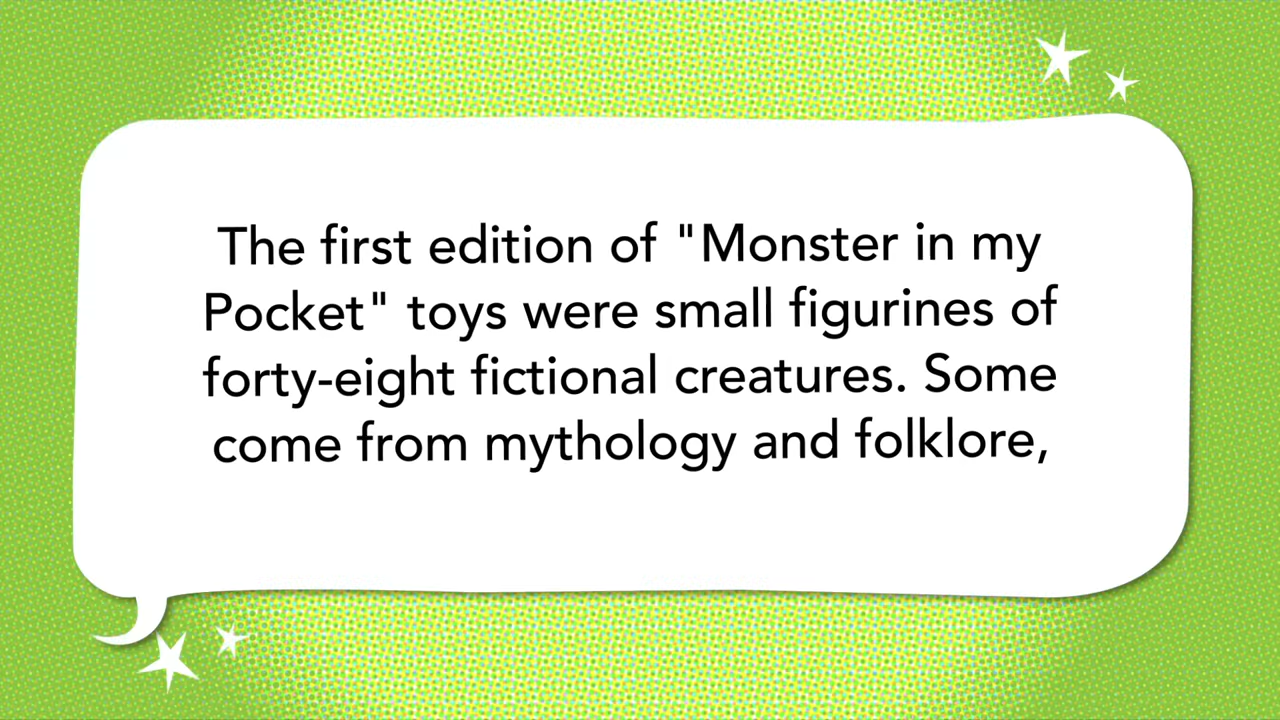 The first edition of "Monster in my
Pocket" toys were small figurines of
forty-eight fictional creatures. Some
come from mythology and folklore,